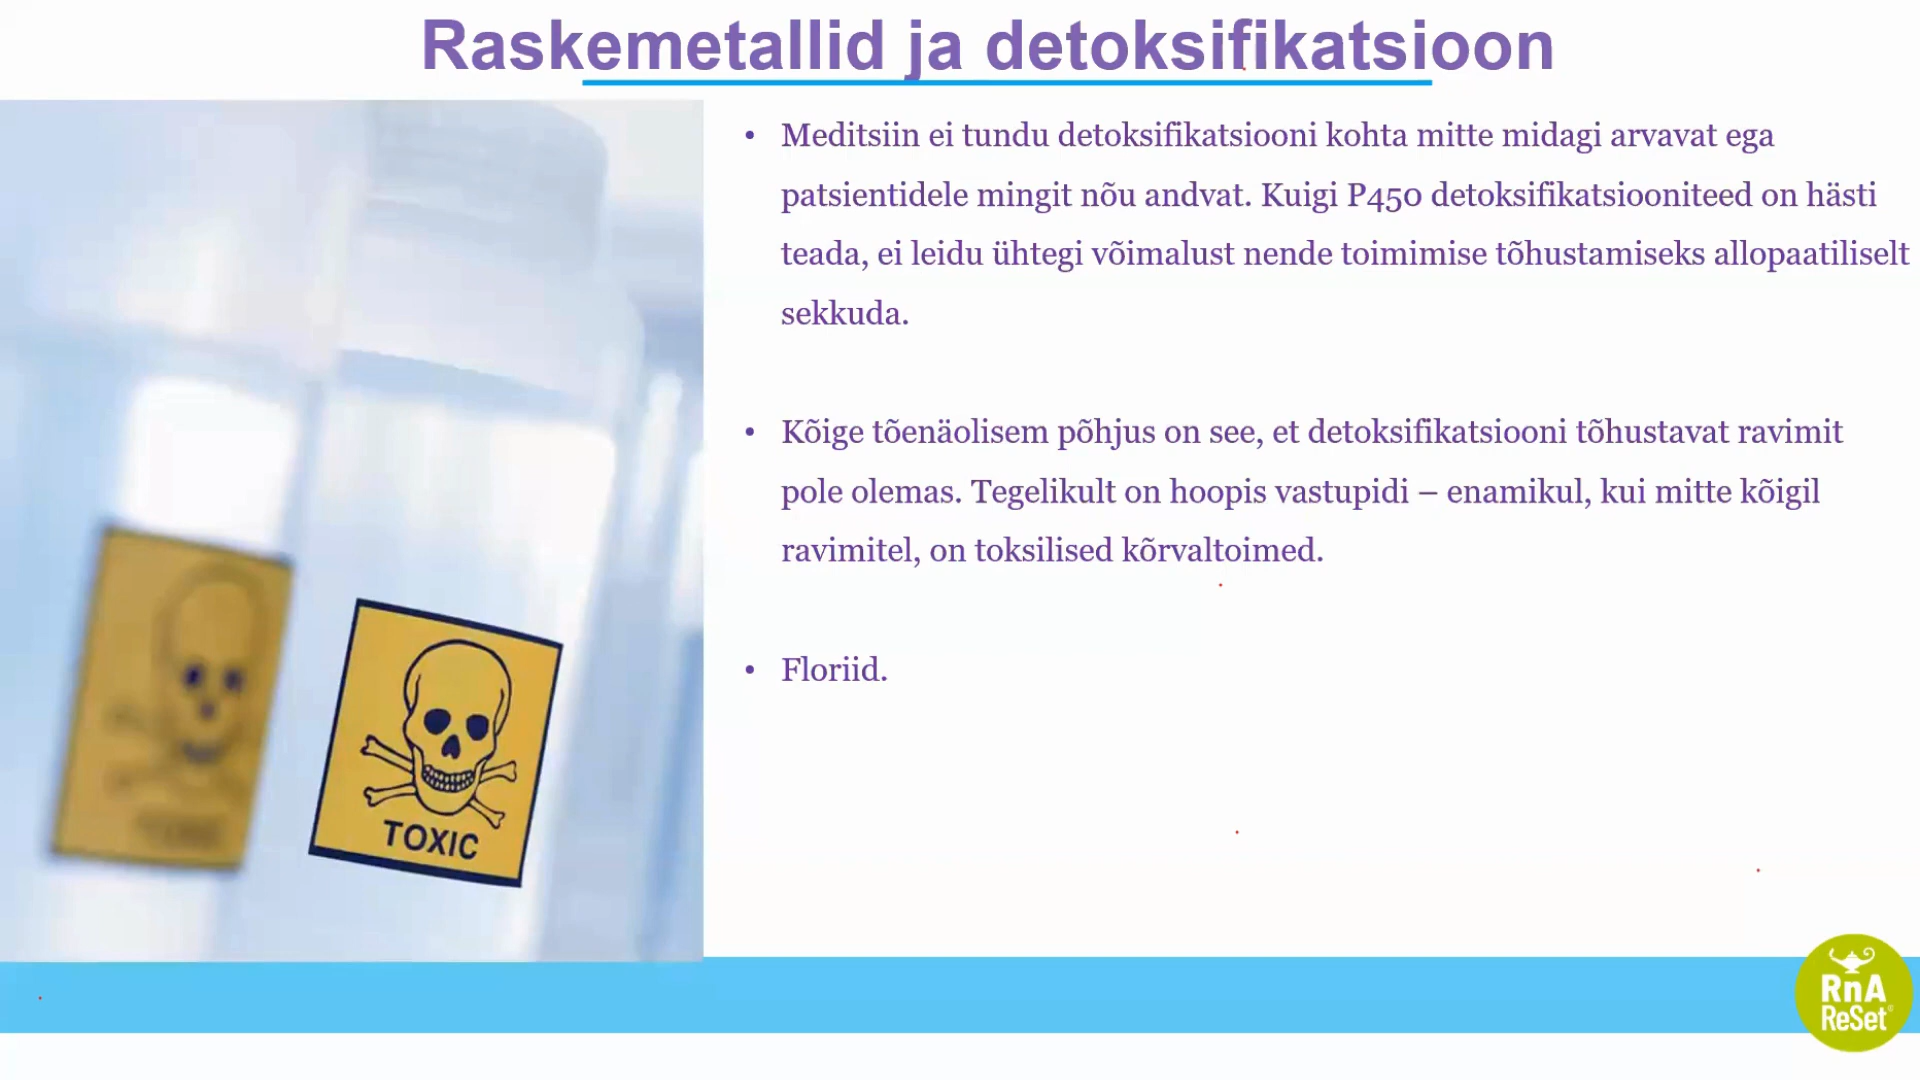 Raskemetallid ja detoksifikatsioon
• Meditsiin ei tundu detoksifikatsiooni kohta mitte midagi arvavat ega
patsientidele mingit nõu andvat. Kuigi P450 detoksifikatsiooniteed on hästi
teada, ei leidu ühtegi võimalust nende toimimise tõhustamiseks allopaatiliselt
sekkuda.
• Kõige tõenäolisem põhjus on see, et detoksifikatsiooni tõhustavat ravimit
pole olemas. Tegelikult on hoopis vastupidi – enamikul, kui mitte kõigil
ravimitel, on toksilised kõrvaltoimed.
• Floriid.
TOXIC
RnA
ReSet